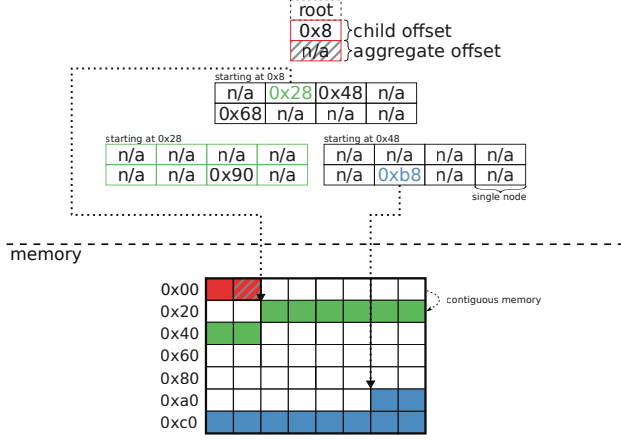 root
0x8 child offset
n/a aggregate offset
starting at 0x8
n/a 0x28 0x48 n/a
0x68 n/a n/a n/a
starting at 0x28 starting at 0x48
n/a n/a n/a n/a n/a n/a n/a n/a
n/a n/a 0x90 n/a n/a 0xb8 n/a n/a
single node
memory
0x00
contiguous memory
0x20
0x40
0x60
0x80
0xa0
0xc0